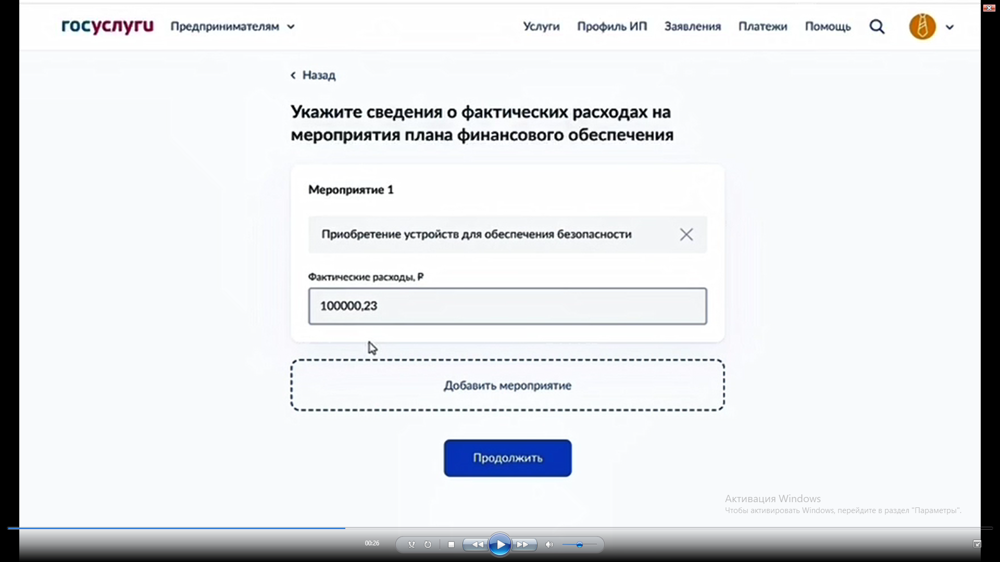 госуслуги Предпринимателям Услуги Профиль ИП Заявления Платежи Помощь
Назад
Укажите сведения о фактических расходах на
мероприятия плана финансового обеспечения
Мероприятие 1
Приобретение устройств для обеспечения безопасности
Фактические расходы, ₽
100000,23
Добавить мероприятие
Продолжить
Активация Windows
Чтобы активировать Windows, перейдите в раздел "Параметры".
00:26